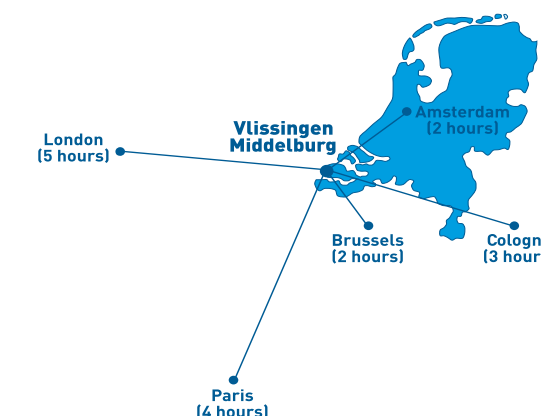 Amsterdam
(2 hours)
Vlissingen
Middelburg
London
(5 hours)
Brussels
(2 hours)
Cologn
(3 hour
Paris
(4 hours)